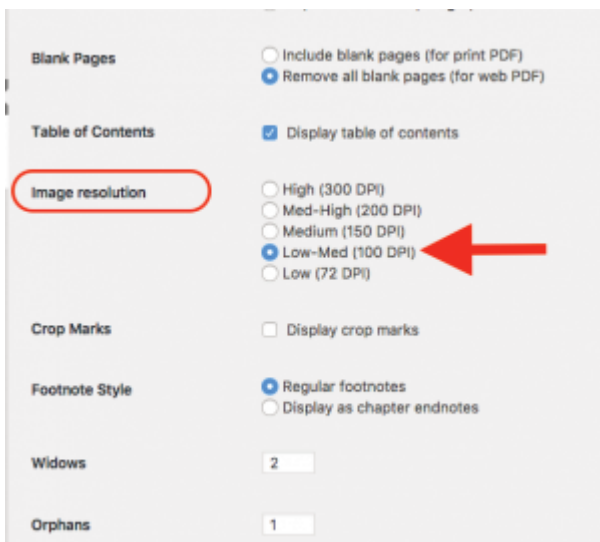 Blank Pages
Include blank pages (for print PDF)
Remove all blank pages (for web PDF)
Table of Contents
Display table of contents
Image resolution
High (300 DPI)
Med-High (200 DPI)
Medium (150 DPI)
Low-Med (100 DPI)
Low (72 DPI)
Crop Marks
Display crop marks
Footnote Style
Regular footnotes
Display as chapter endnotes
Widows
2
Orphans
1